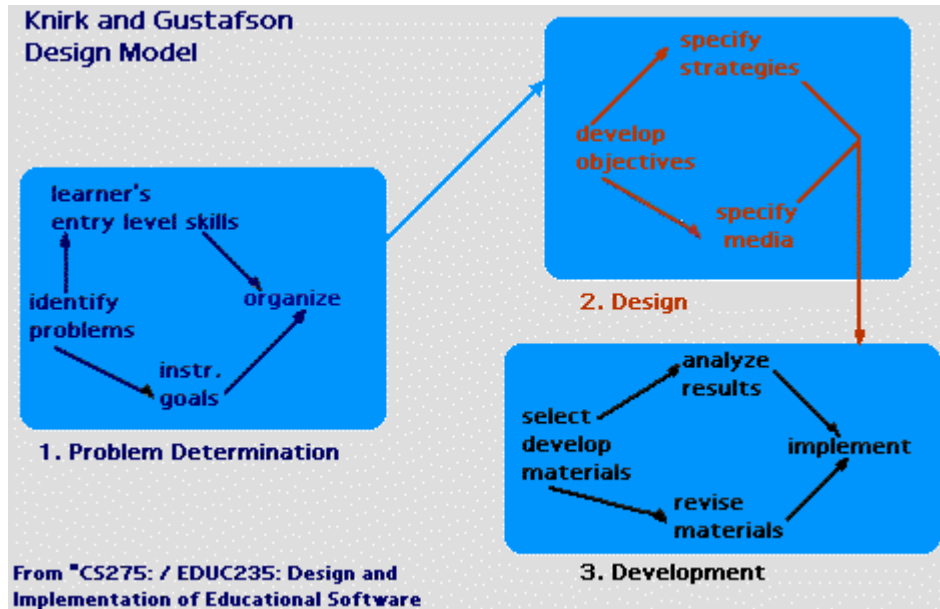 Knirk and Gustafson
Design Model
learner's
entry level skills
identify
problems
organize
instr.
goals
1. Problem Determination
specify
strategies
develop
objectives
specify
media
2. Design
analyze
results
select
develop
materials
implement
revise
materials
3. Development
From "CS275: / EDUC235: Design and
Implementation of Educational Software